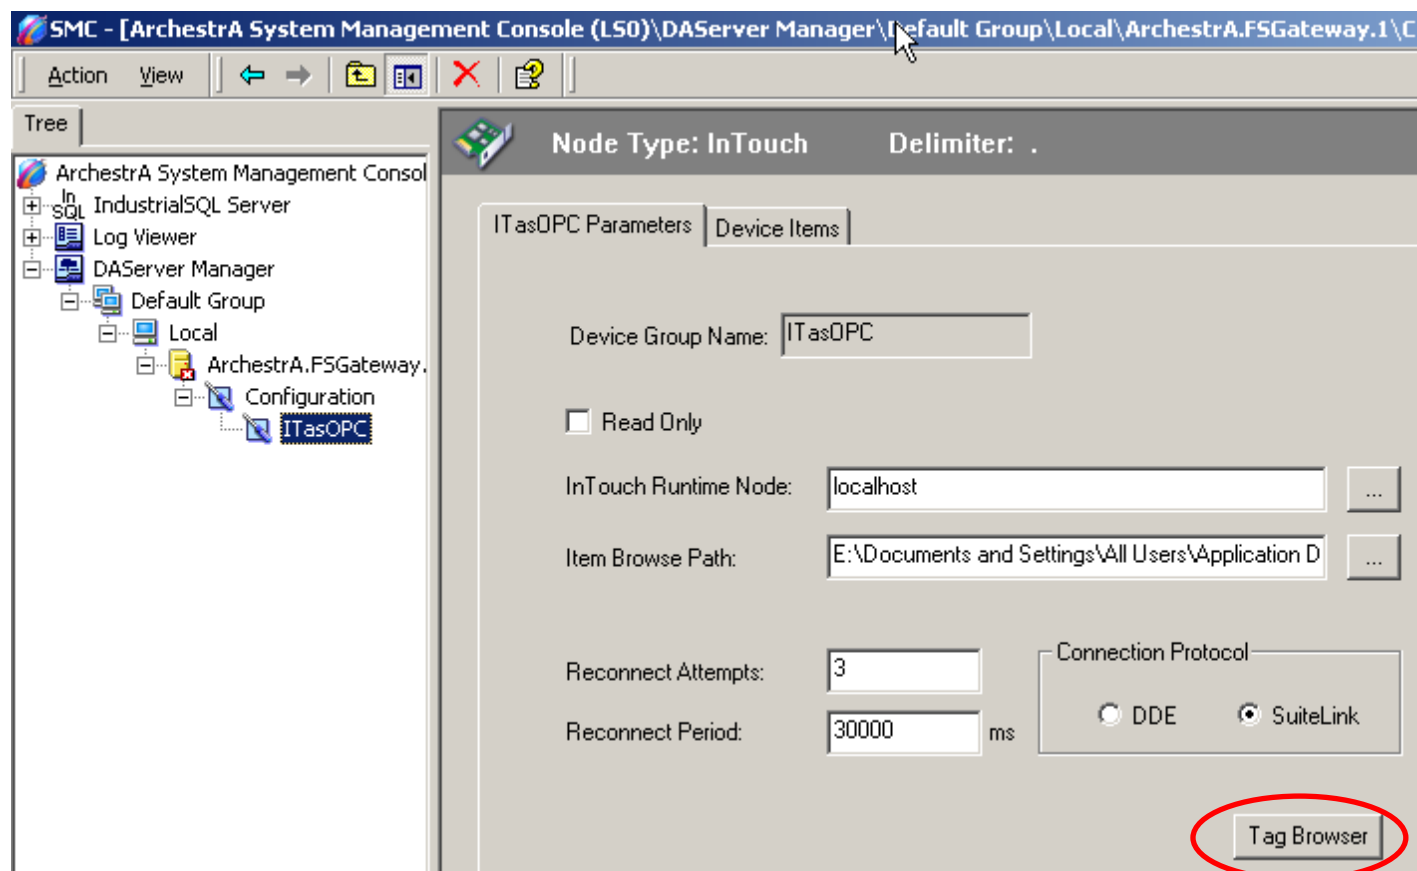 SMC - [ArchestrA System Management Console (LS0)\DAServer Manager\Default Group\Local\ArchestrA.FSGateway.1\C
Action View
Tree
Node Type: InTouch Delimiter: .
ArchestrA System Management Consol
In SQL IndustrialSQL Server
Log Viewer
DAServer Manager
Default Group
Local
ArchestrA.FSGateway.
Configuration
ITasOPC
ITasOPC Parameters Device Items
Device Group Name: ITasOPC
Read Only
InTouch Runtime Node: localhost ...
Item Browse Path: E:\Documents and Settings\All Users\Application D ...
Reconnect Attempts: 3
Connection Protocol
DDE SuiteLink
Reconnect Period: 30000 ms
Tag Browser